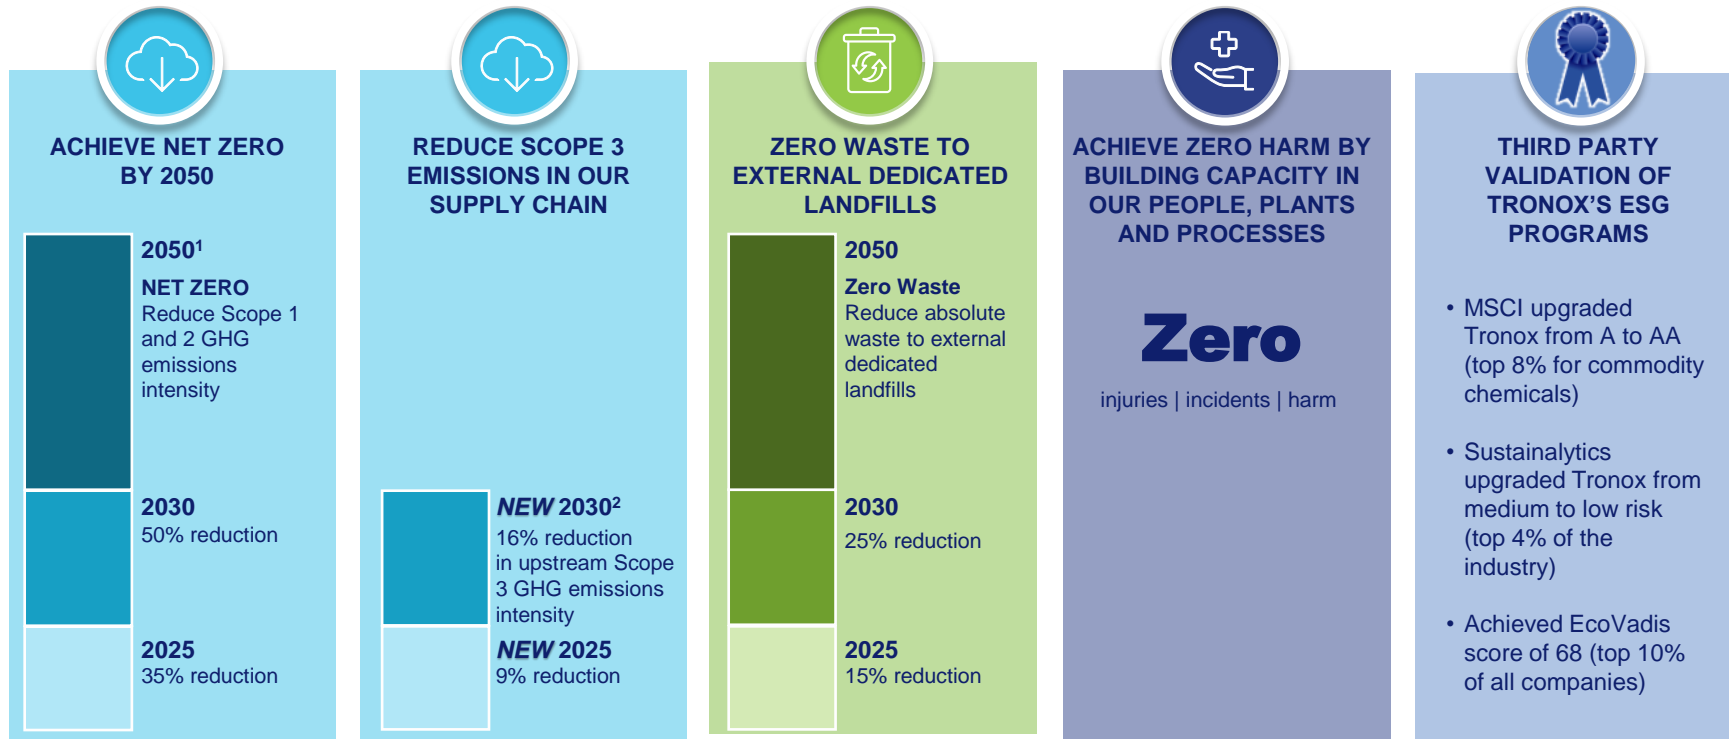 ACHIEVE NET ZERO
BY 2050
2050¹
NET ZERO
Reduce Scope 1
and 2 GHG
emissions
intensity
2030
50% reduction
2025
35% reduction
REDUCE SCOPE 3
EMISSIONS IN OUR
SUPPLY CHAIN
NEW 2030²
16% reduction
in upstream Scope
3 GHG emissions
intensity
NEW 2025
9% reduction
ZERO WASTE TO
EXTERNAL DEDICATED
LANDFILLS
2050
Zero Waste
Reduce absolute
waste to external
dedicated
landfills
2030
25% reduction
2025
15% reduction
ACHIEVE ZERO HARM BY
BUILDING CAPACITY IN
OUR PEOPLE, PLANTS
AND PROCESSES
Zero
injuries | incidents | harm
THIRD PARTY
VALIDATION OF
TRONOX’S ESG
PROGRAMS
• MSCI upgraded
Tronox from A to AA
(top 8% for commodity
chemicals)
• Sustainalytics
upgraded Tronox from
medium to low risk
(top 4% of the
industry)
• Achieved EcoVadis
score of 68 (top 10%
of all companies)